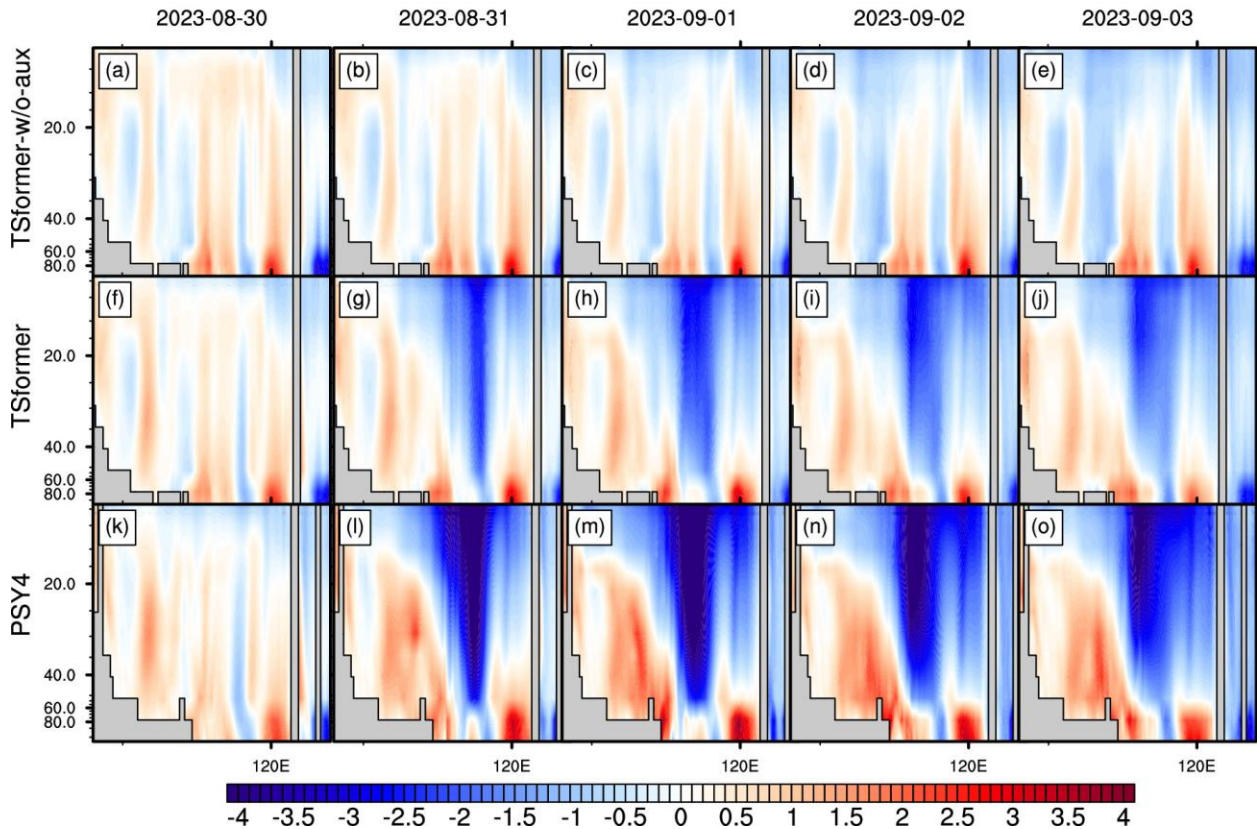 2023-08-30 2023-08-31 2023-09-01 2023-09-02 2023-09-03
TSformer-w/o-aux
(a) (b) (c) (d) (e)
20.0
40.0
60.0
80.0
TSformer
(f) (g) (h) (i) (j)
20.0
40.0
60.0
80.0
PSY4
(k) (l) (m) (n) (o)
20.0
40.0
60.0
80.0
120E 120E 120E 120E 120E
-4 -3.5 -3 -2.5 -2 -1.5 -1 -0.5 0 0.5 1 1.5 2 2.5 3 3.5 4